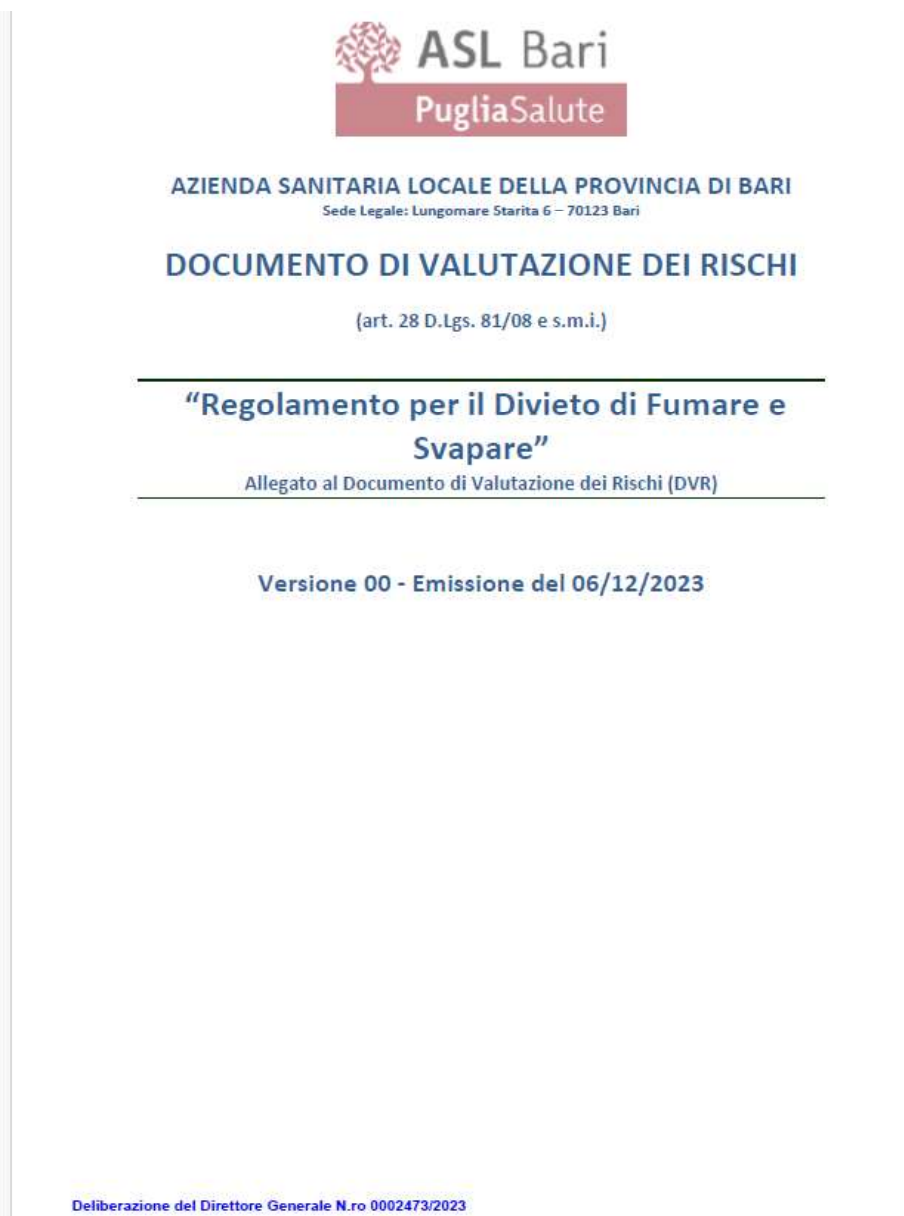 ASL Bari
PugliaSalute
AZIENDA SANITARIA LOCALE DELLA PROVINCIA DI BARI
Sede Legale: Lungomare Starita 6 – 70123 Bari
DOCUMENTO DI VALUTAZIONE DEI RISCHI
(art. 28 D.Lgs. 81/08 e s.m.i.)
“Regolamento per il Divieto di Fumare e
Svapare”
Allegato al Documento di Valutazione dei Rischi (DVR)
Versione 00 - Emissione del 06/12/2023
Deliberazione del Direttore Generale N.ro 0002473/2023